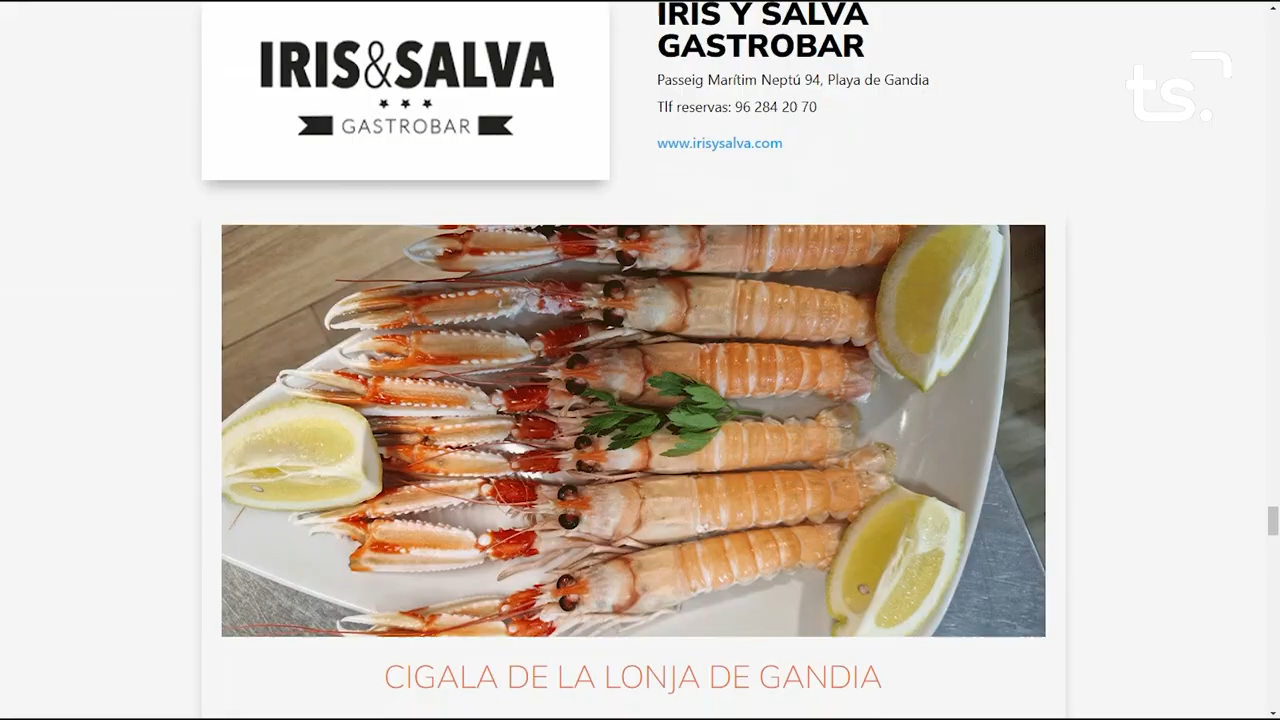 IRIS&SALVA
GASTROBAR
IRIS Y SALVA
GASTROBAR
Passeig Marítim Neptú 94, Playa de Gandia
Tlf reservas: 96 284 20 70
www.irisysalva.com
ts.
CIGALA DE LA LONJA DE GANDIA